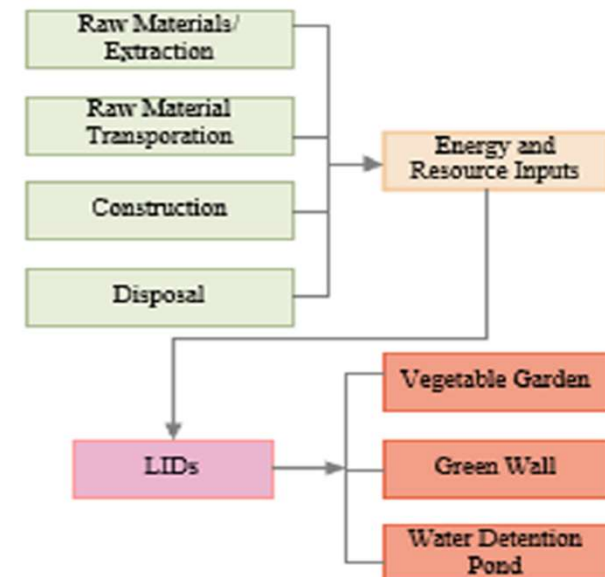 Raw Materials/
Extraction
Raw Material
Transporation
Construction
Disposal
Energy and
Resource Inputs
LIDs
Vegetable Garden
Green Wall
Water Detention
Pond